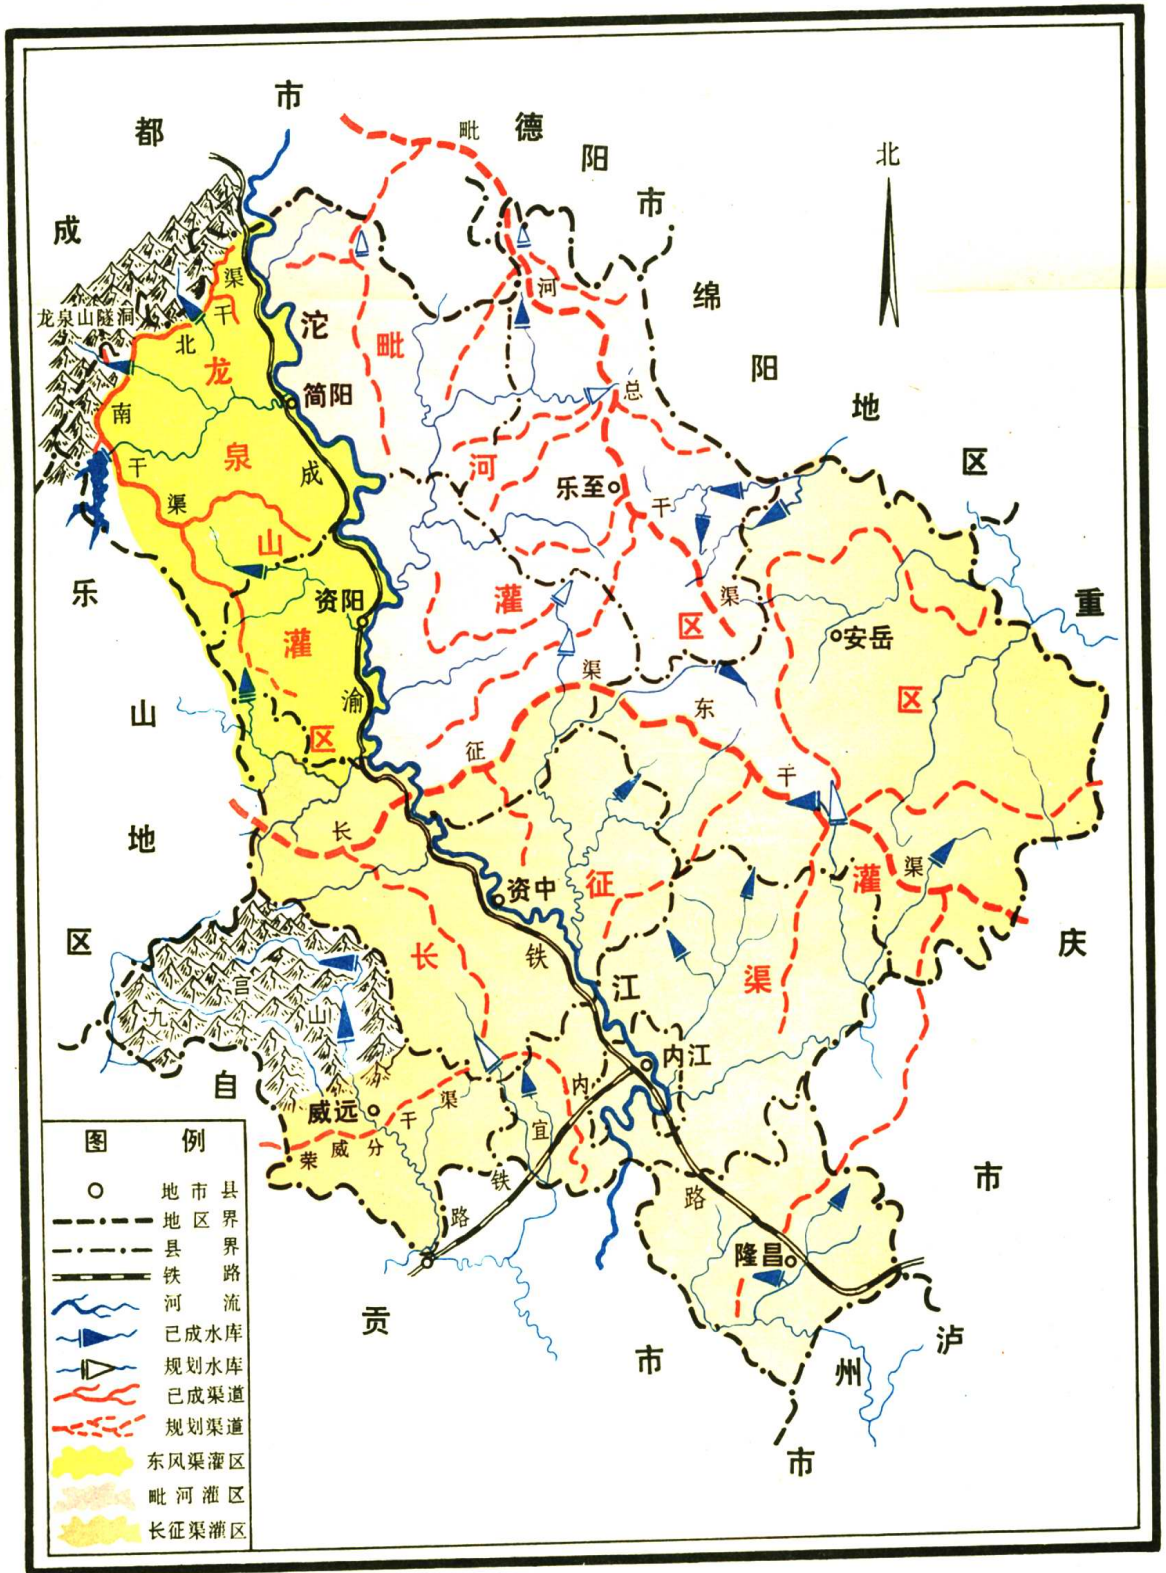 成都市
德阳市
绵阳地区
重庆市
泸州市
自贡市
乐山地区
北
毗河总干渠
龙泉山隧洞
北干渠
南干渠
龙泉山灌区
毗河灌区
长征渠灌区
沱江
简阳
乐至
资阳
安岳
资中
内江
威远
隆昌
成渝铁路
内宜铁路
长征渠东干渠
九宫山
荣威分干渠
图例
地市县
地区界
县界
铁路
河流
已成水库
规划水库
已成渠道
规划渠道
东风渠灌区
毗河灌区
长征渠灌区